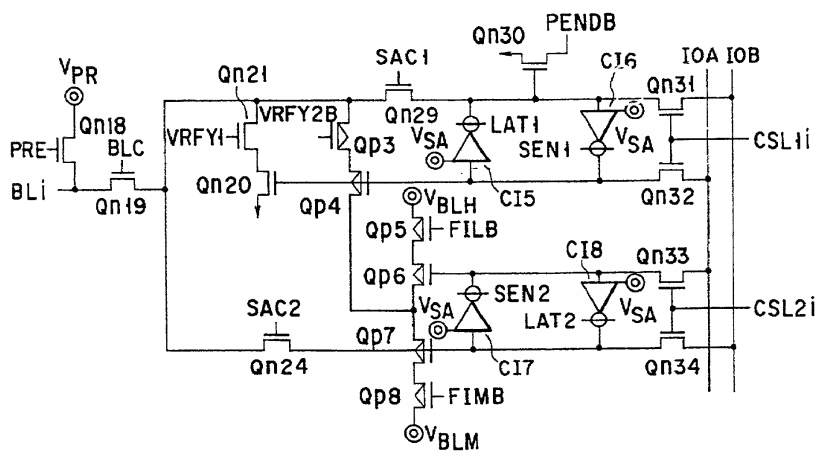 PENDB
Qn30
IOA IOB
SAC1
CI6
Qn31
VPR
Qn21
VRFY2B
Qn29
LAT1
VSA
Qn18
VRFY1
Qp3
VSA
SEN1
CSL1i
PRE
BLC
BLi
Qn19
Qn20
Qp4
CI5
Qn32
VBLH
Qp5
FILB
CI8
Qn33
Qp6
SEN2
VSA
SAC2
VSA
LAT2
CSL2i
Qn24
Qp7
CI7
Qn34
Qp8
FIMB
VBLM